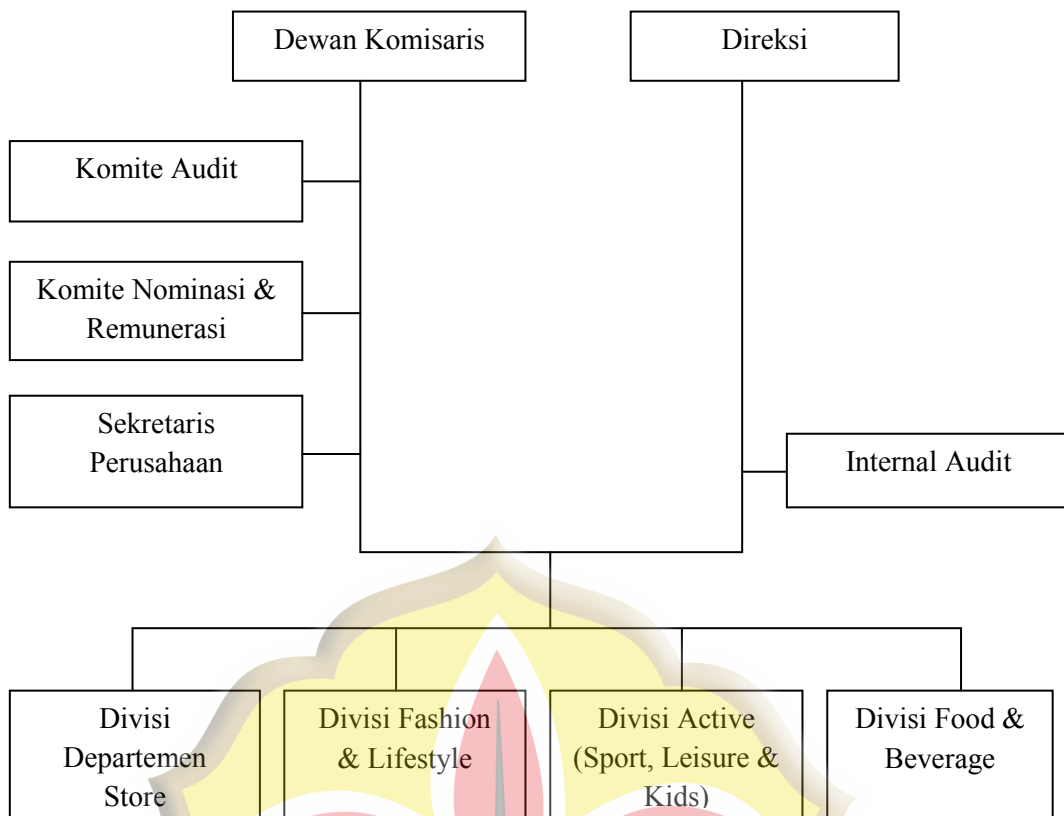 Dewan Komisaris
Direksi
Komite Audit
Komite Nominasi &
Remunerasi
Sekretaris
Perusahaan
Internal Audit
Divisi
Departemen
Store
Divisi Fashion
& Lifestyle
Divisi Active
(Sport, Leisure &
Kids)
Divisi Food &
Beverage